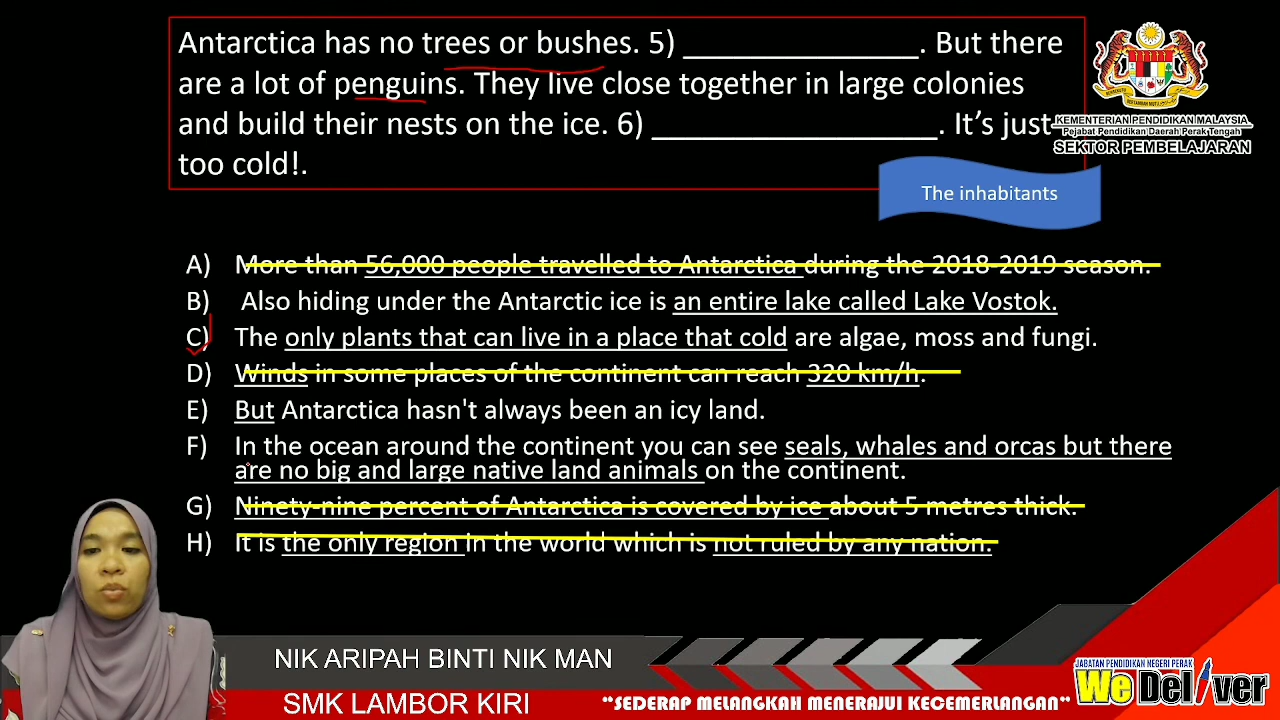 Antarctica has no trees or bushes. 5) ______________. But there
are a lot of penguins. They live close together in large colonies
and build their nests on the ice. 6) _________________. It's just
too cold!.
KEMENTERIAN PENDIDIKAN MALAYSIA
Pejabat Pendidikan Daerah Perak Tengah
SEKTOR PEMBELAJARAN
The inhabitants
A) More than 56,000 people travelled to Antarctica during the 2018-2019 season.
B) Also hiding under the Antarctic ice is an entire lake called Lake Vostok.
C) The only plants that can live in a place that cold are algae, moss and fungi.
D) Winds in some places of the continent can reach 320 km/h.
E) But Antarctica hasn't always been an icy land.
F) In the ocean around the continent you can see seals, whales and orcas but there
are no big and large native land animals on the continent.
G) Ninety-nine percent of Antarctica is covered by ice about 5 metres thick.
H) It is the only region in the world which is not ruled by any nation.
NIK ARIPAH BINTI NIK MAN
SMK LAMBOR KIRI
"SEDERAP MELANGKAH MENERAJUI KECEMERLANGAN"
JABATAN PENDIDIKAN NEGERI PERAK
We Deliver